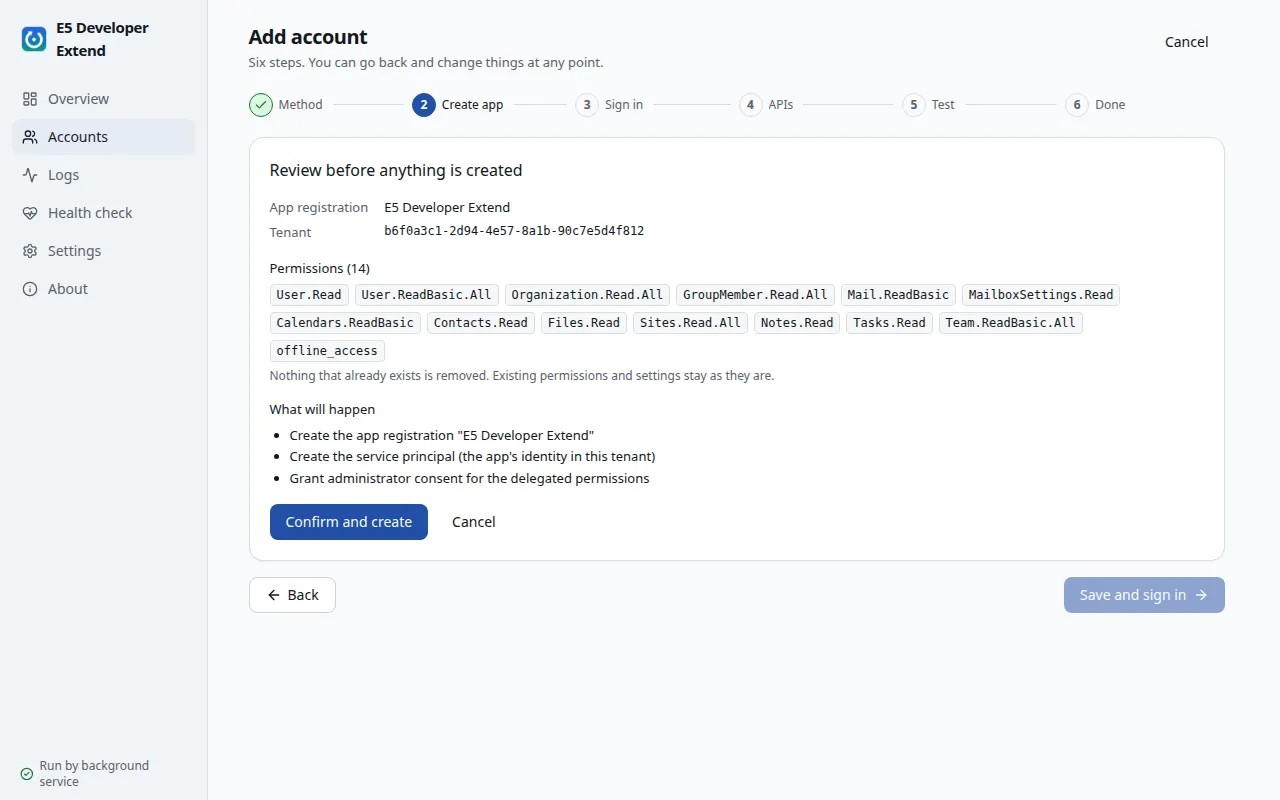 E5 Developer
Extend
Overview
Accounts
Logs
Health check
Settings
About
Run by background
service
Add account
Cancel
Six steps. You can go back and change things at any point.
Method
2 Create app
3 Sign in
4 APIs
5 Test
6 Done
Review before anything is created
App registration E5 Developer Extend
Tenant b6f0a3c1-2d94-4e57-8a1b-90c7e5d4f812
Permissions (14)
User.Read User.ReadBasic.All Organization.Read.All GroupMember.Read.All Mail.ReadBasic MailboxSettings.Read
Calendars.ReadBasic Contacts.Read Files.Read Sites.Read.All Notes.Read Tasks.Read Team.ReadBasic.All
offline_access
Nothing that already exists is removed. Existing permissions and settings stay as they are.
What will happen
Create the app registration "E5 Developer Extend"
Create the service principal (the app's identity in this tenant)
Grant administrator consent for the delegated permissions
Confirm and create Cancel
Back
Save and sign in